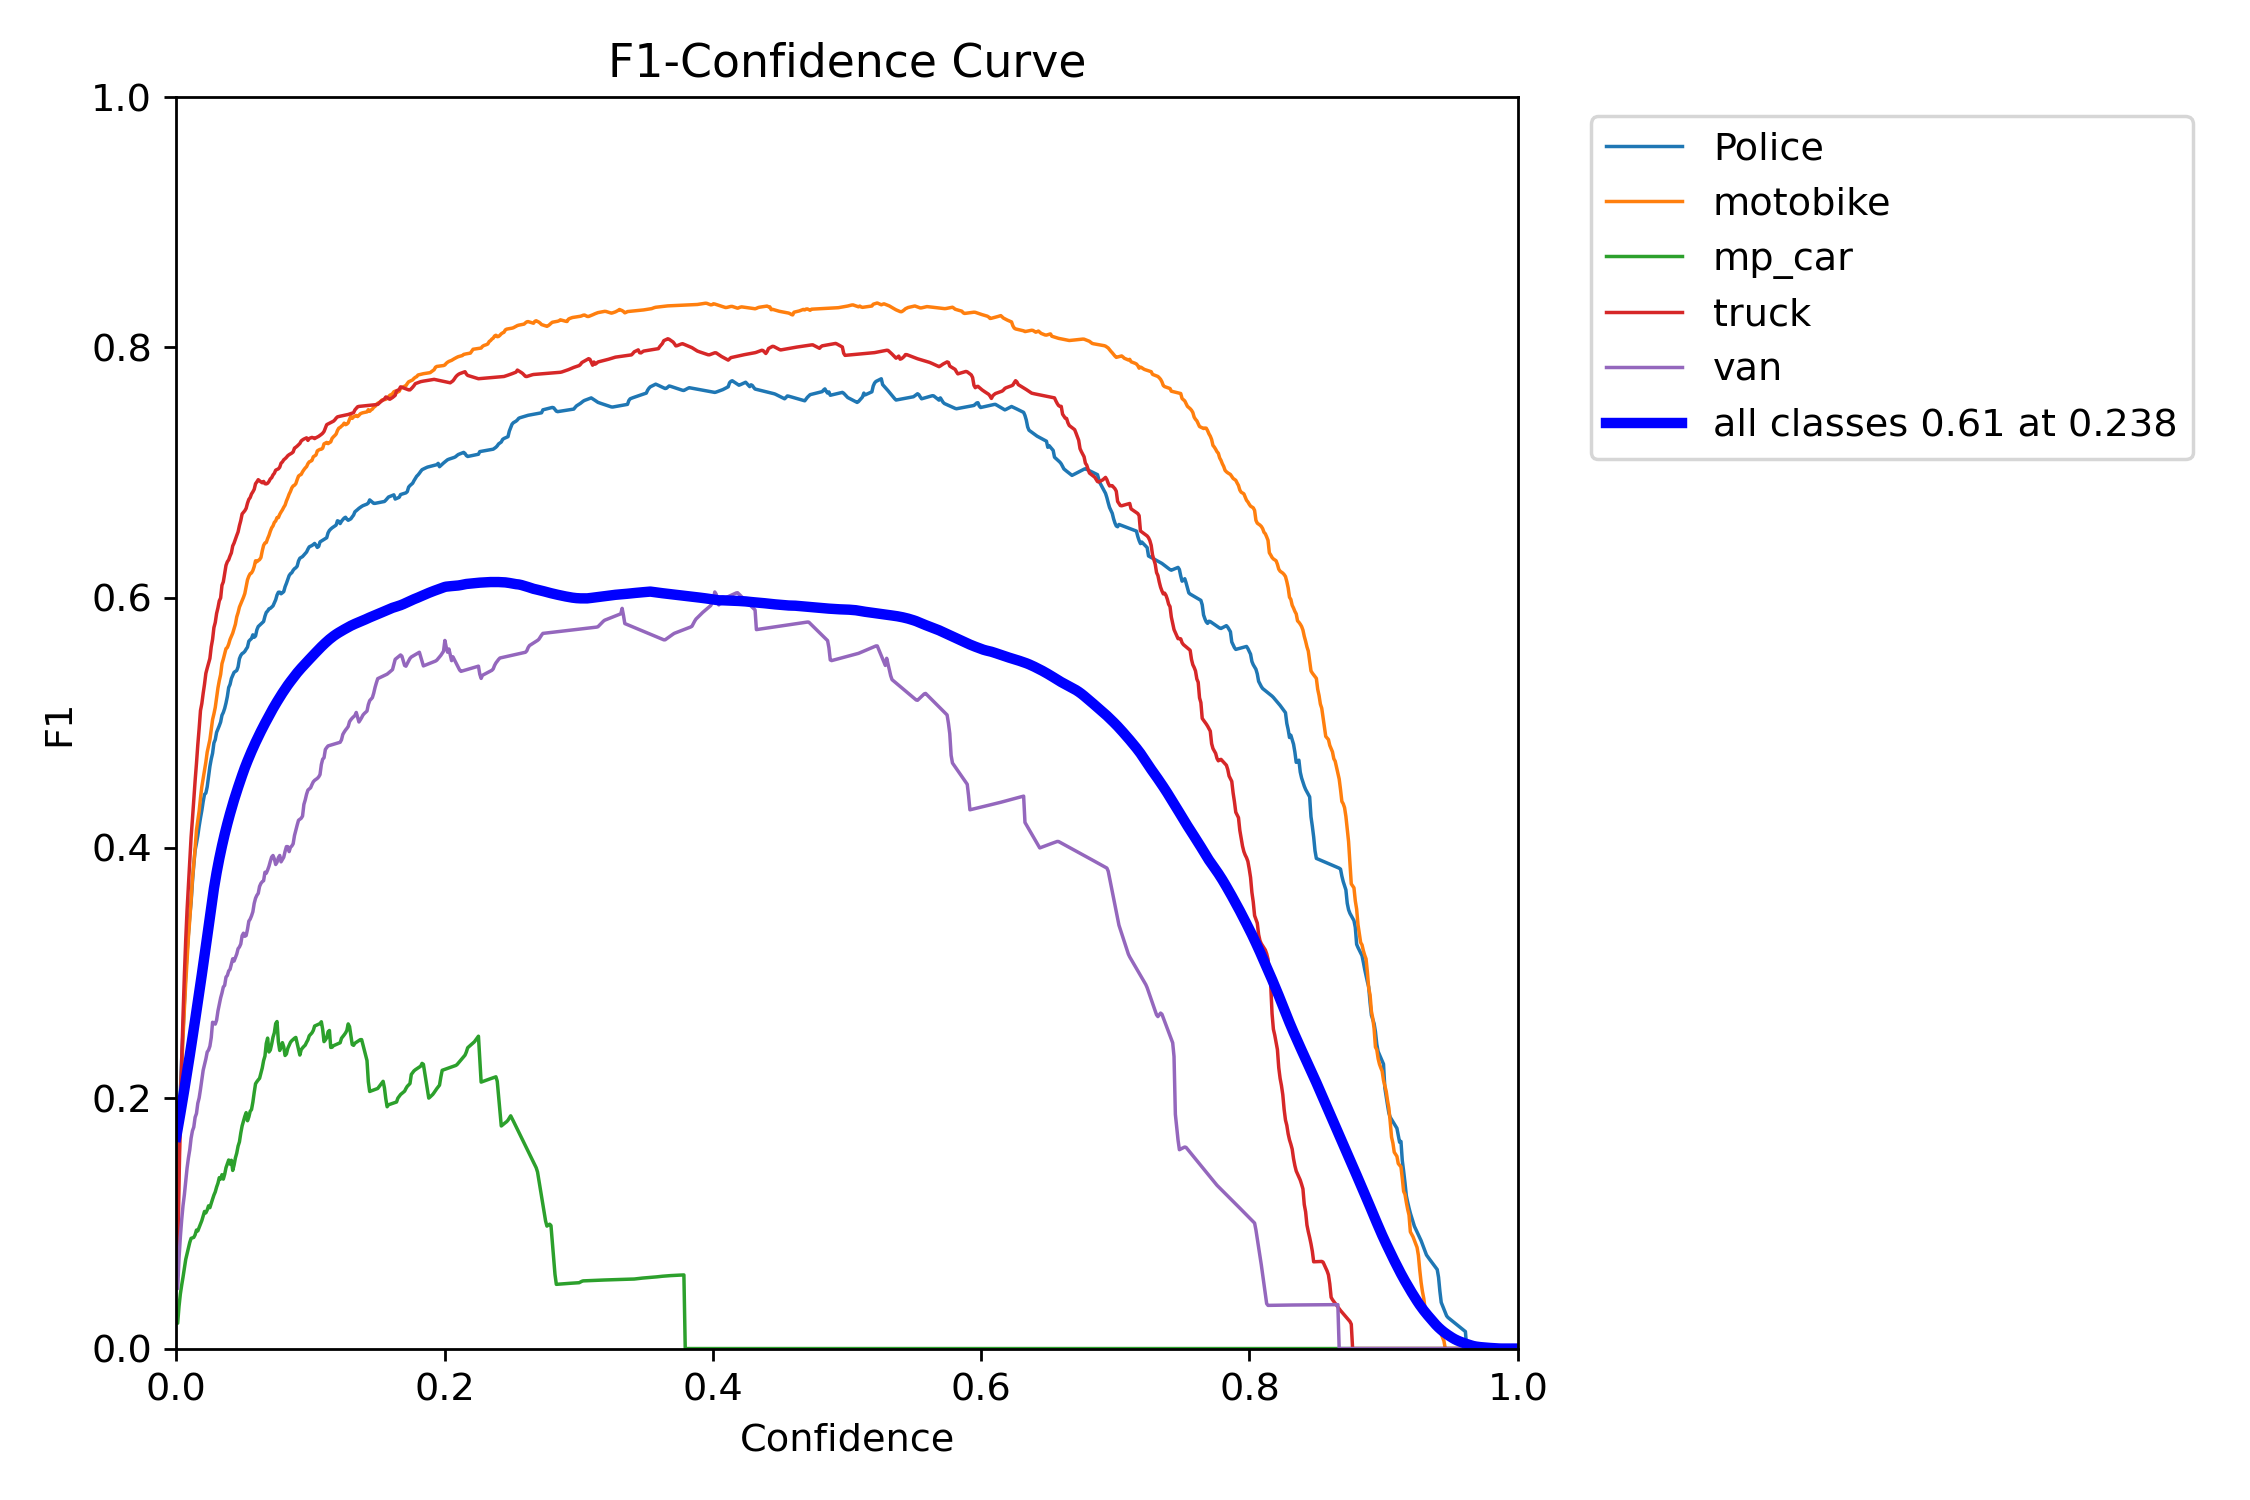 F1-Confidence Curve
1.0
0.8
0.6
0.4
0.2
0.0
F1
0.0 0.2 0.4 0.6 0.8 1.0
Confidence
Police
motobike
mp_car
truck
van
all classes 0.61 at 0.238